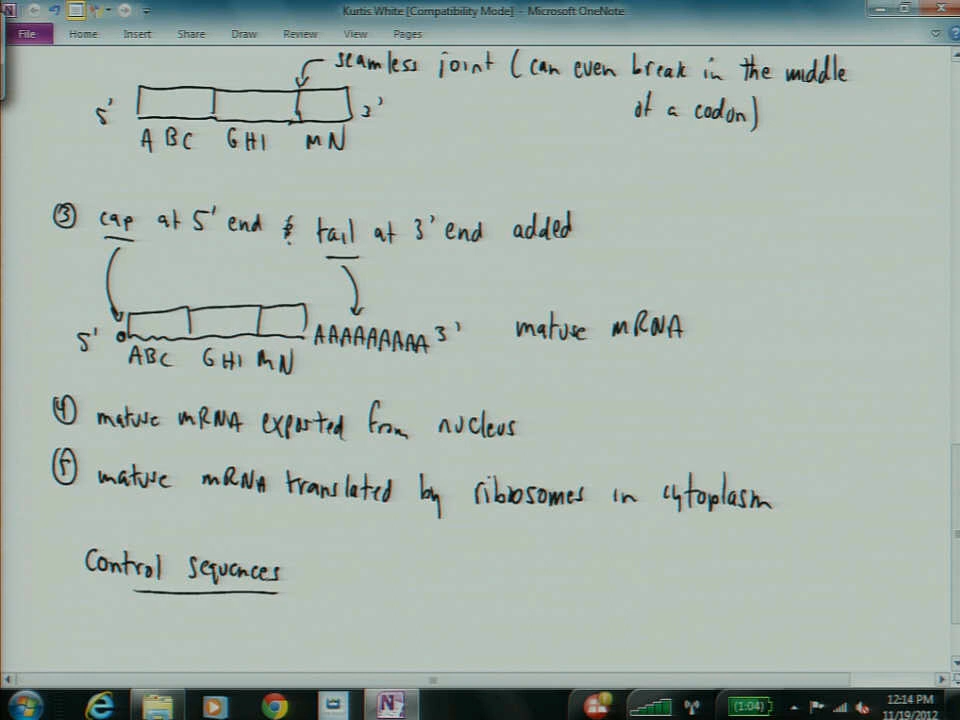 Kurtis White [Compatibility Mode] - Microsoft OneNote
File Home Insert Share Draw Review View Pages
seamless joint (can even break in the middle
of a codon)
5' 3'
A B C G H I M N
③ cap at 5' end & tail at 3' end added
5' AAAAAAAAA 3' mature mRNA
A B C G H I M N
④ mature mRNA exported from nucleus
⑤ mature mRNA translated by ribosomes in cytoplasm
Control sequences
(1:04)
12:14 PM
11/19/2012